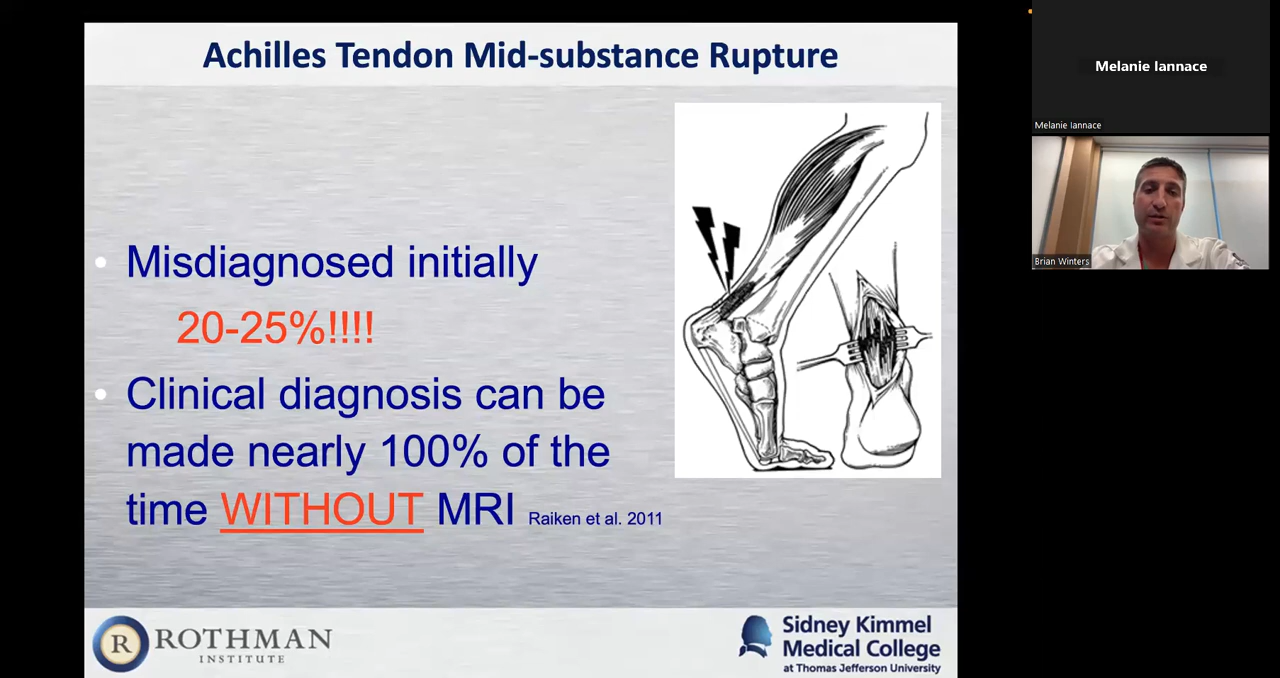 Achilles Tendon Mid-substance Rupture
Misdiagnosed initially
20-25%!!!!
Clinical diagnosis can be
made nearly 100% of the
time WITHOUT MRI Raiken et al. 2011
R ROTHMAN
INSTITUTE
Sidney Kimmel
Medical College
at Thomas Jefferson University
Melanie Iannace
Melanie Iannace
Brian Winters